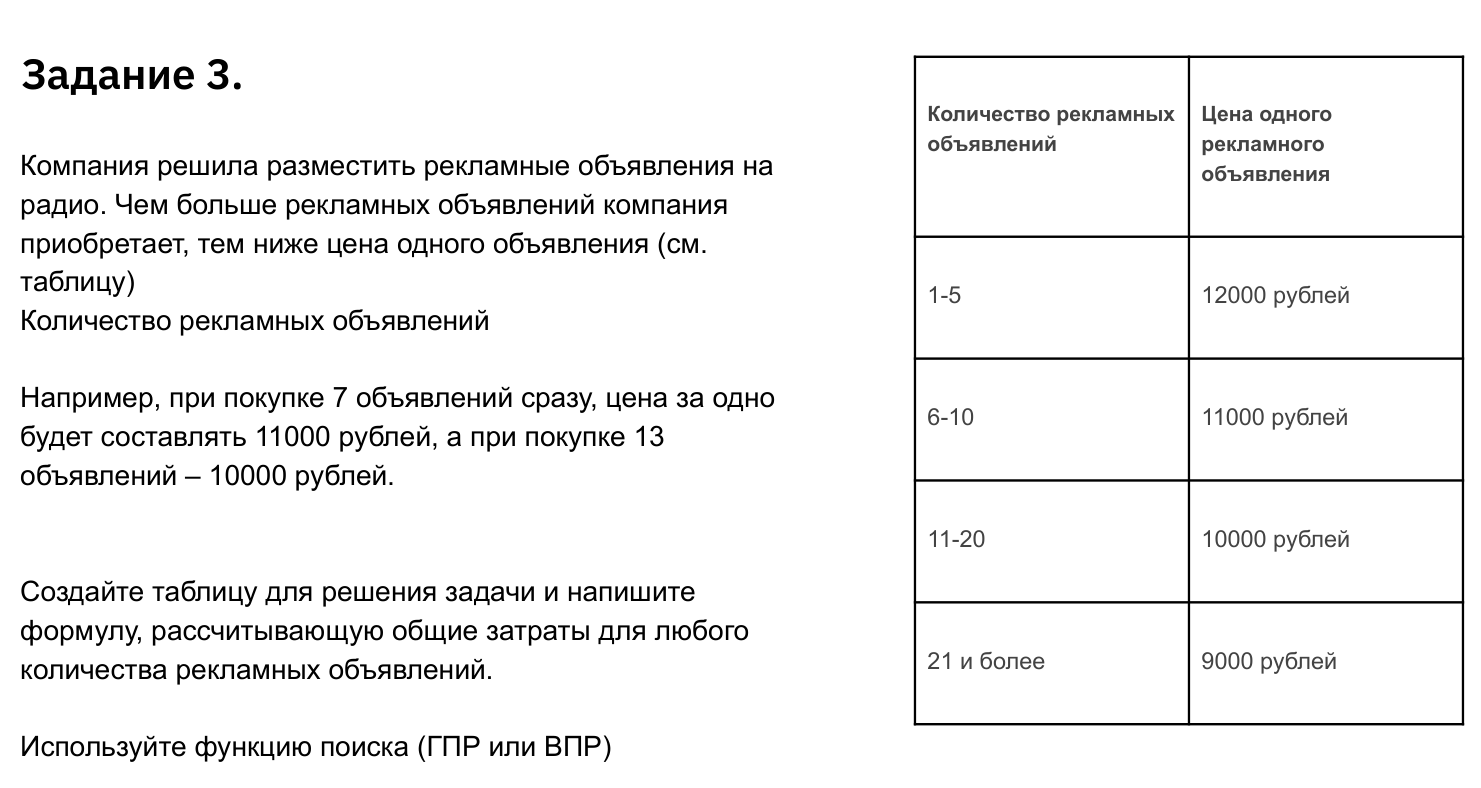 Задание 3.
Компания решила разместить рекламные объявления на
радио. Чем больше рекламных объявлений компания
приобретает, тем ниже цена одного объявления (см.
таблицу)
Количество рекламных объявлений
Например, при покупке 7 объявлений сразу, цена за одно
будет составлять 11000 рублей, а при покупке 13
объявлений – 10000 рублей.
Создайте таблицу для решения задачи и напишите
формулу, рассчитывающую общие затраты для любого
количества рекламных объявлений.
Используйте функцию поиска (ГПР или ВПР)
Количество рекламных
объявлений
Цена одного
рекламного
объявления
1-5
12000 рублей
6-10
11000 рублей
11-20
10000 рублей
21 и более
9000 рублей